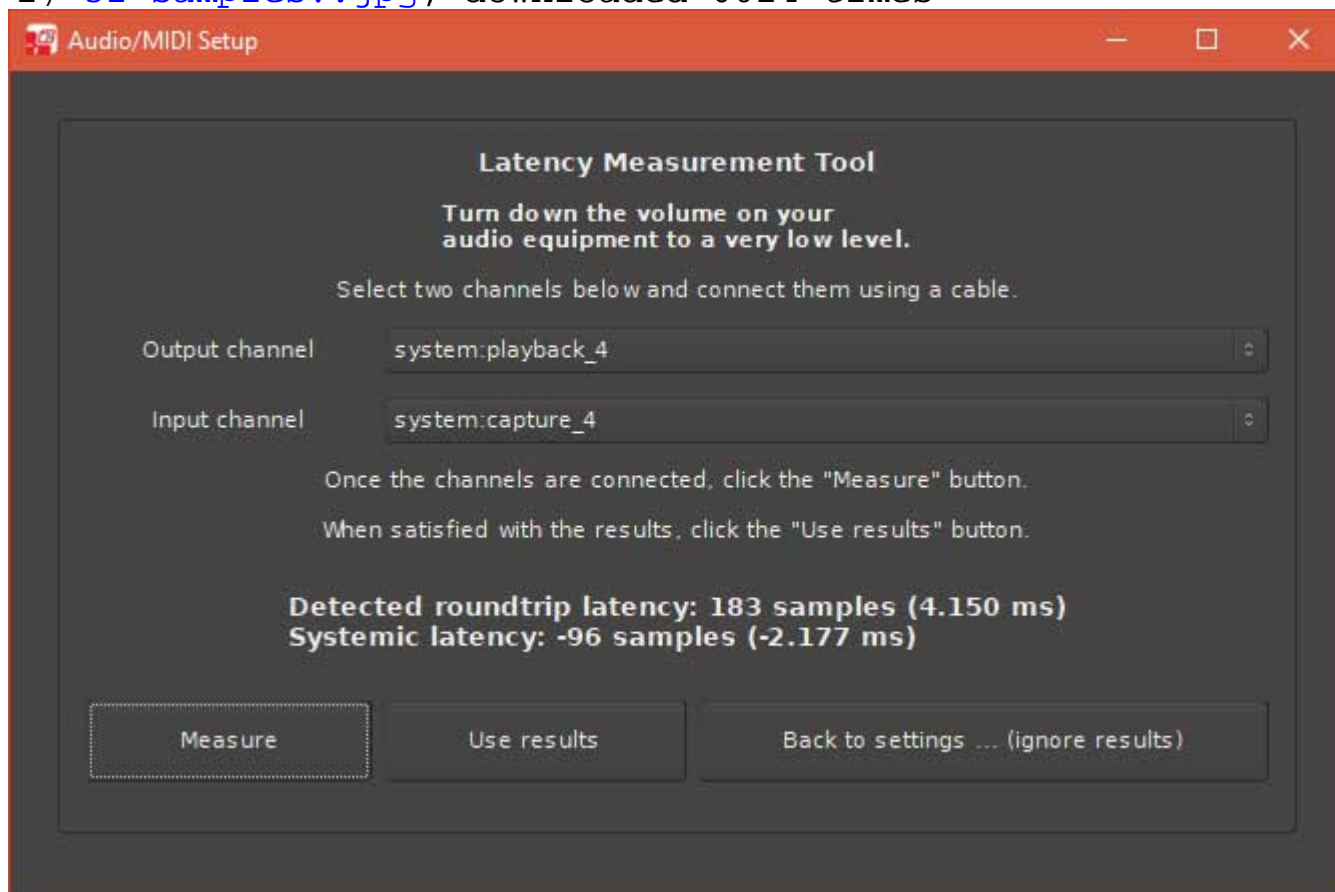 Audio/MIDI Setup
Latency Measurement Tool
Turn down the volume on your
audio equipment to a very low level.
Select two channels below and connect them using a cable.
Output channel system:playback_4
Input channel system:capture_4
Once the channels are connected, click the "Measure" button.
When satisfied with the results, click the "Use results" button.
Detected roundtrip latency: 183 samples (4.150 ms)
Systemic latency: -96 samples (-2.177 ms)
Measure Use results Back to settings ... (ignore results)